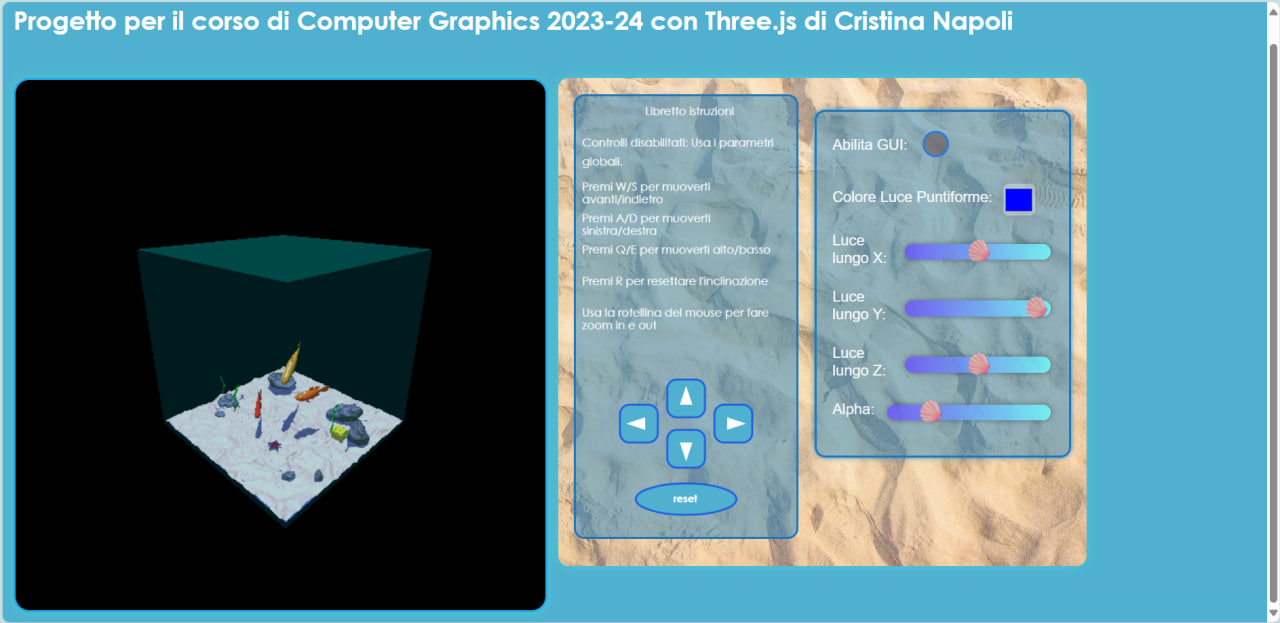 Progetto per il corso di Computer Graphics 2023-24 con Three.js di Cristina Napoli
Libretto istruzioni
Controlli disabilitati: Usa i parametri
globali.
Premi W/S per muoverti
avanti/indietro
Premi A/D per muoverti
sinistra/destra
Premi Q/E per muoverti alto/basso
Premi R per resettare l'inclinazione
Usa la rotellina del mouse per fare
zoom in e out
reset
Abilita GUI:
Colore Luce Puntiforme:
Luce
lungo X:
Luce
lungo Y:
Luce
lungo Z:
Alpha: